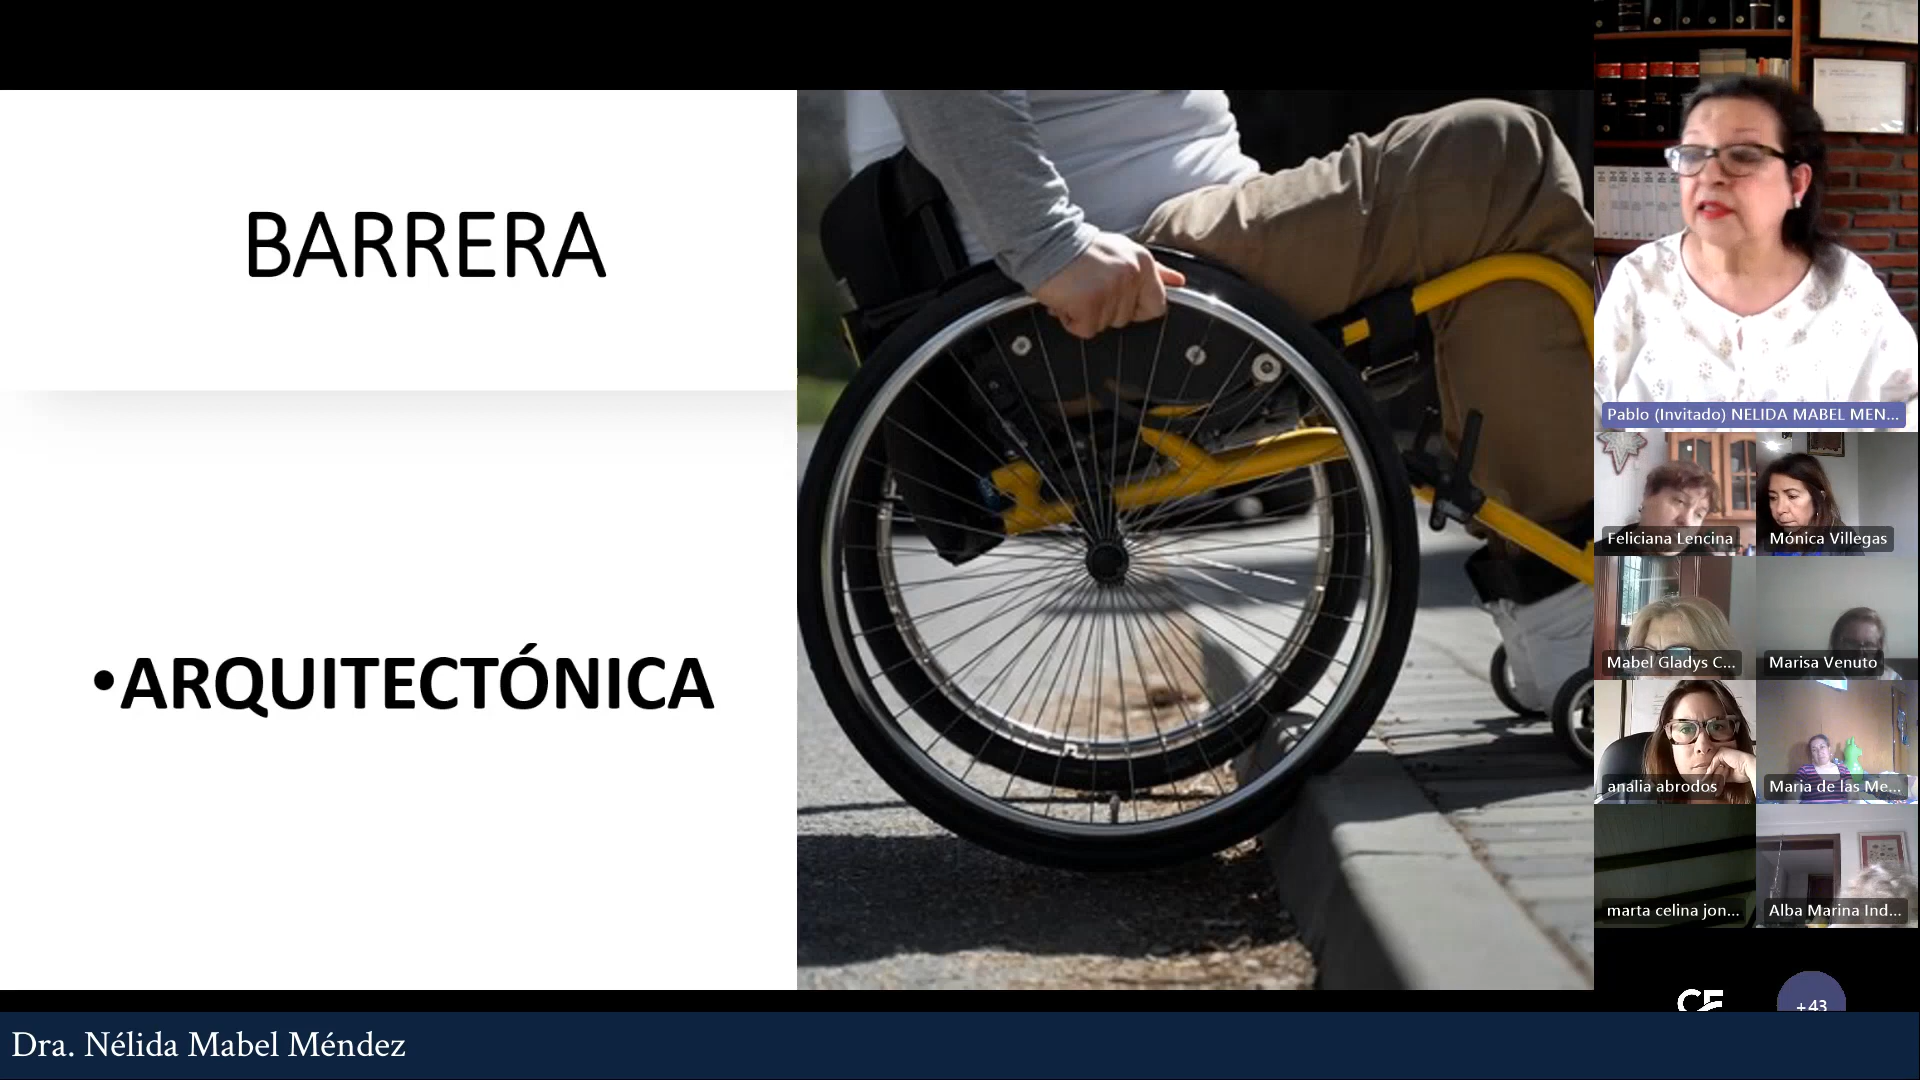 BARRERA
•ARQUITECTÓNICA
Pablo (Invitado) NELIDA MABEL MEN...
Feliciana Lencina
Mónica Villegas
Mabel Gladys C...
Marisa Venuto
analia abrodos
Maria de las Me...
marta celina jon...
Alba Marina Ind...
CF
+43
Dra. Nélida Mabel Méndez